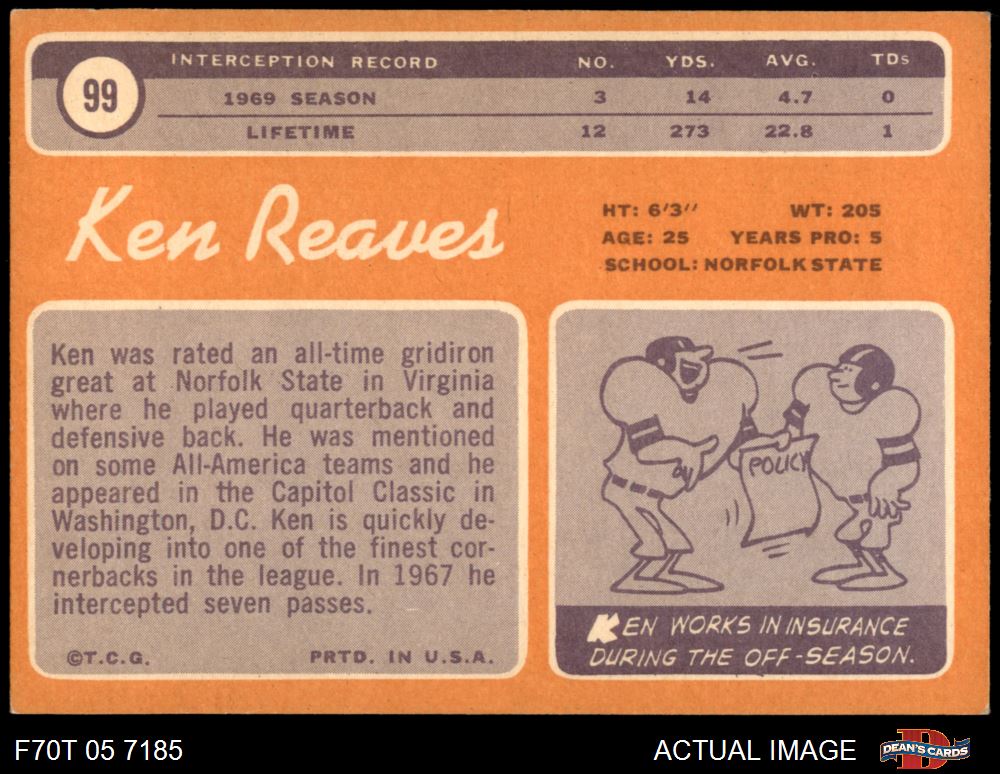 99
INTERCEPTION RECORD NO. YDS. AVG. TDs
1969 SEASON 3 14 4.7 0
LIFETIME 12 273 22.8 1
Ken Reaves
HT: 6'3'' WT: 205
AGE: 25 YEARS PRO: 5
SCHOOL: NORFOLK STATE
Ken was rated an all-time gridiron
great at Norfolk State in Virginia
where he played quarterback and
defensive back. He was mentioned
on some All-America teams and he
appeared in the Capitol Classic in
Washington, D.C. Ken is quickly de-
veloping into one of the finest cor-
nerbacks in the league. In 1967 he
intercepted seven passes.
©T.C.G. PRTD. IN U.S.A.
POLICY
KEN WORKS IN INSURANCE
DURING THE OFF-SEASON.
F70T 05 7185 ACTUAL IMAGE
DEAN'S CARDS